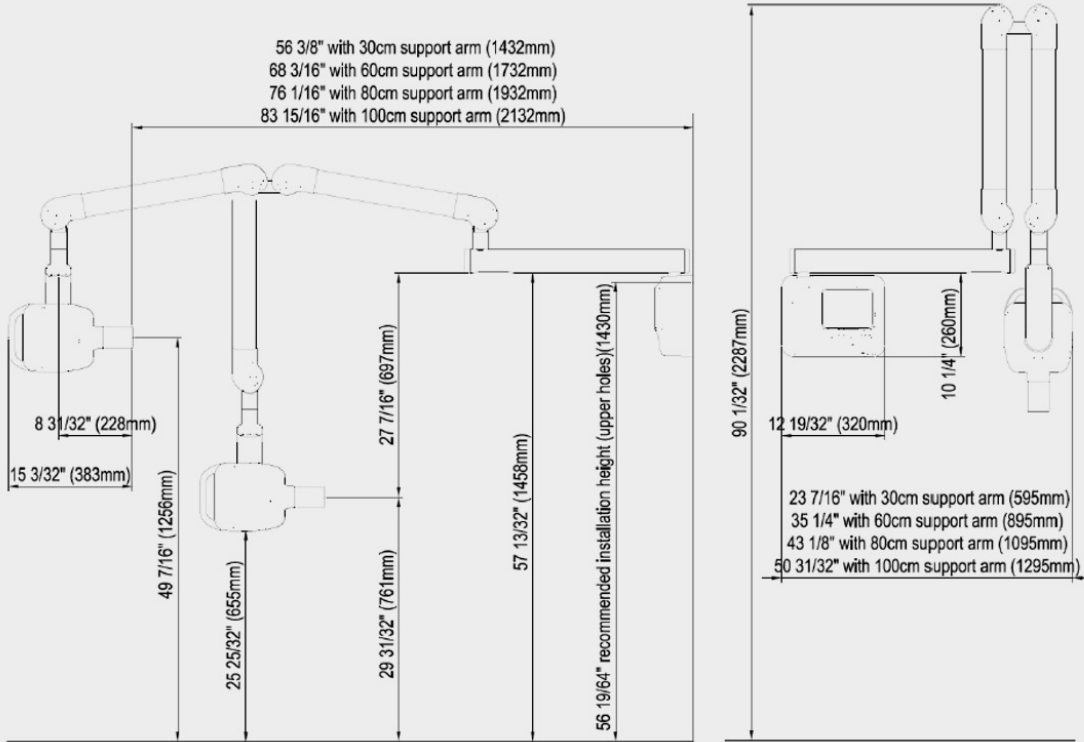 56 3/8" with 30cm support arm (1432mm)
68 3/16" with 60cm support arm (1732mm)
76 1/16" with 80cm support arm (1932mm)
83 15/16" with 100cm support arm (2132mm)
8 31/32" (228mm)
15 3/32" (383mm)
49 7/16" (1256mm)
25 25/32" (655mm)
27 7/16" (697mm)
29 31/32" (761mm)
57 13/32" (1458mm)
56 19/64" recommended installation height (upper holes)(1430mm)
90 1/32" (2287mm)
10 1/4" (260mm)
12 19/32" (320mm)
23 7/16" with 30cm support arm (595mm)
35 1/4" with 60cm support arm (895mm)
43 1/8" with 80cm support arm (1095mm)
50 31/32" with 100cm support arm (1295mm)